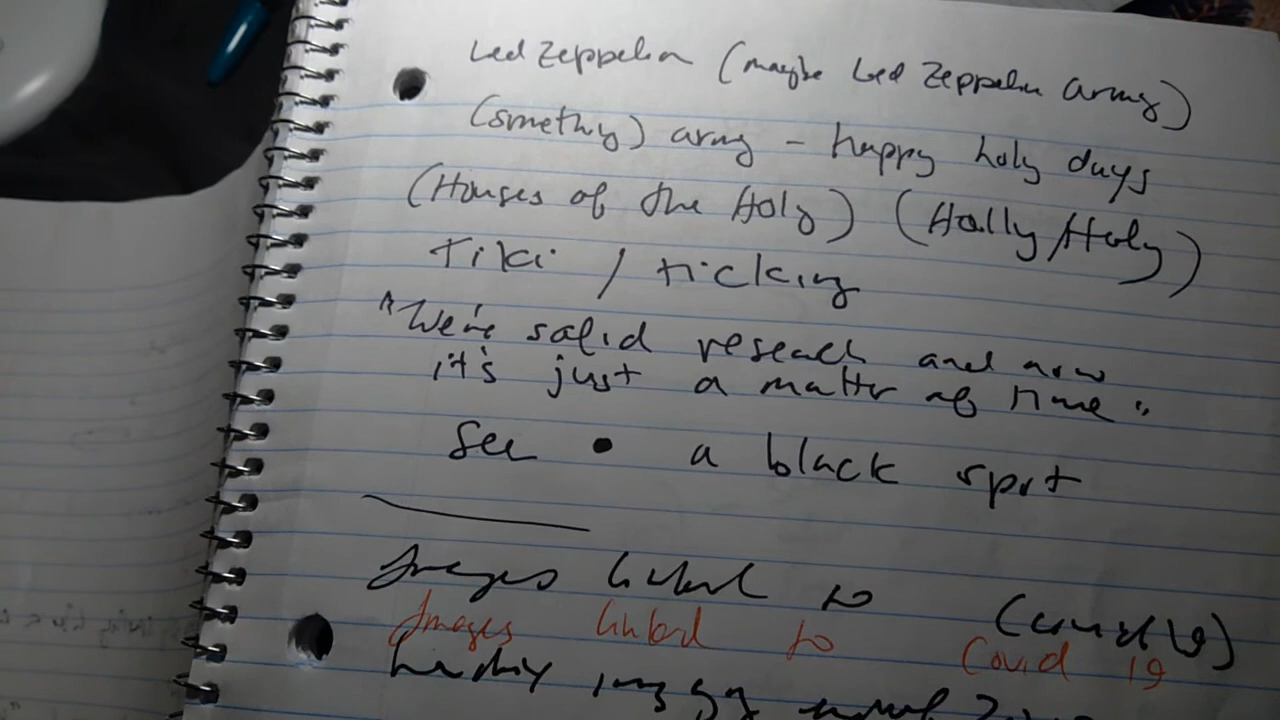 Led Zeppelin (maybe Led Zeppelin army)
(something) army - happy holy days
(Houses of the Holy) (Holly/Holy)
Tiki / ticking
"We're solid research and now
it's just a matter of time."
See • a black spot
Images linked to (covid 19)
Images linked to Covid 19